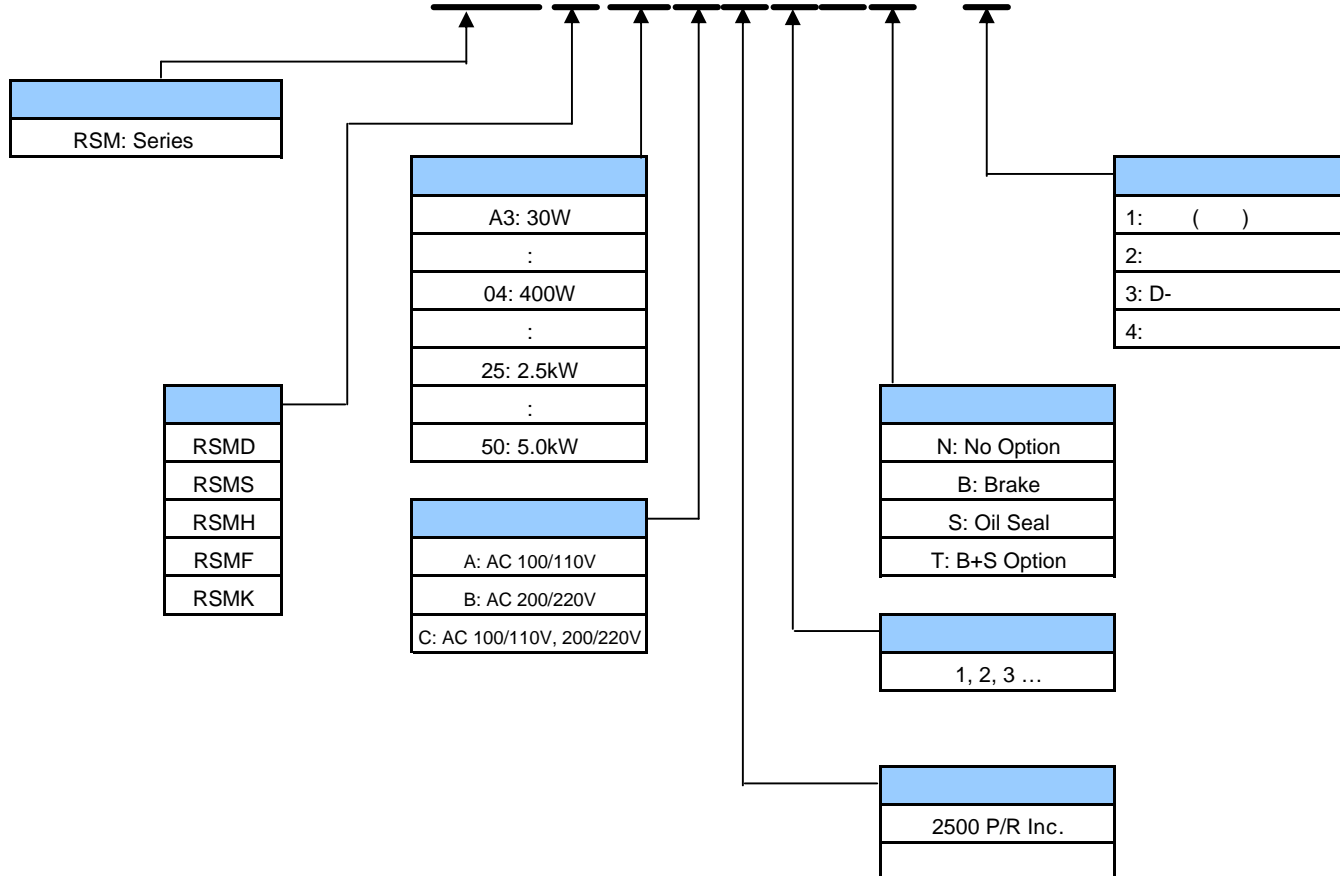 RSM: Series
A3: 30W
:
04: 400W
:
25: 2.5kW
:
50: 5.0kW
1: ( )
2:
3: D-
4:
RSMD
RSMS
RSMH
RSMF
RSMK
A: AC 100/110V
B: AC 200/220V
C: AC 100/110V, 200/220V
N: No Option
B: Brake
S: Oil Seal
T: B+S Option
1, 2, 3 …
2500 P/R Inc.